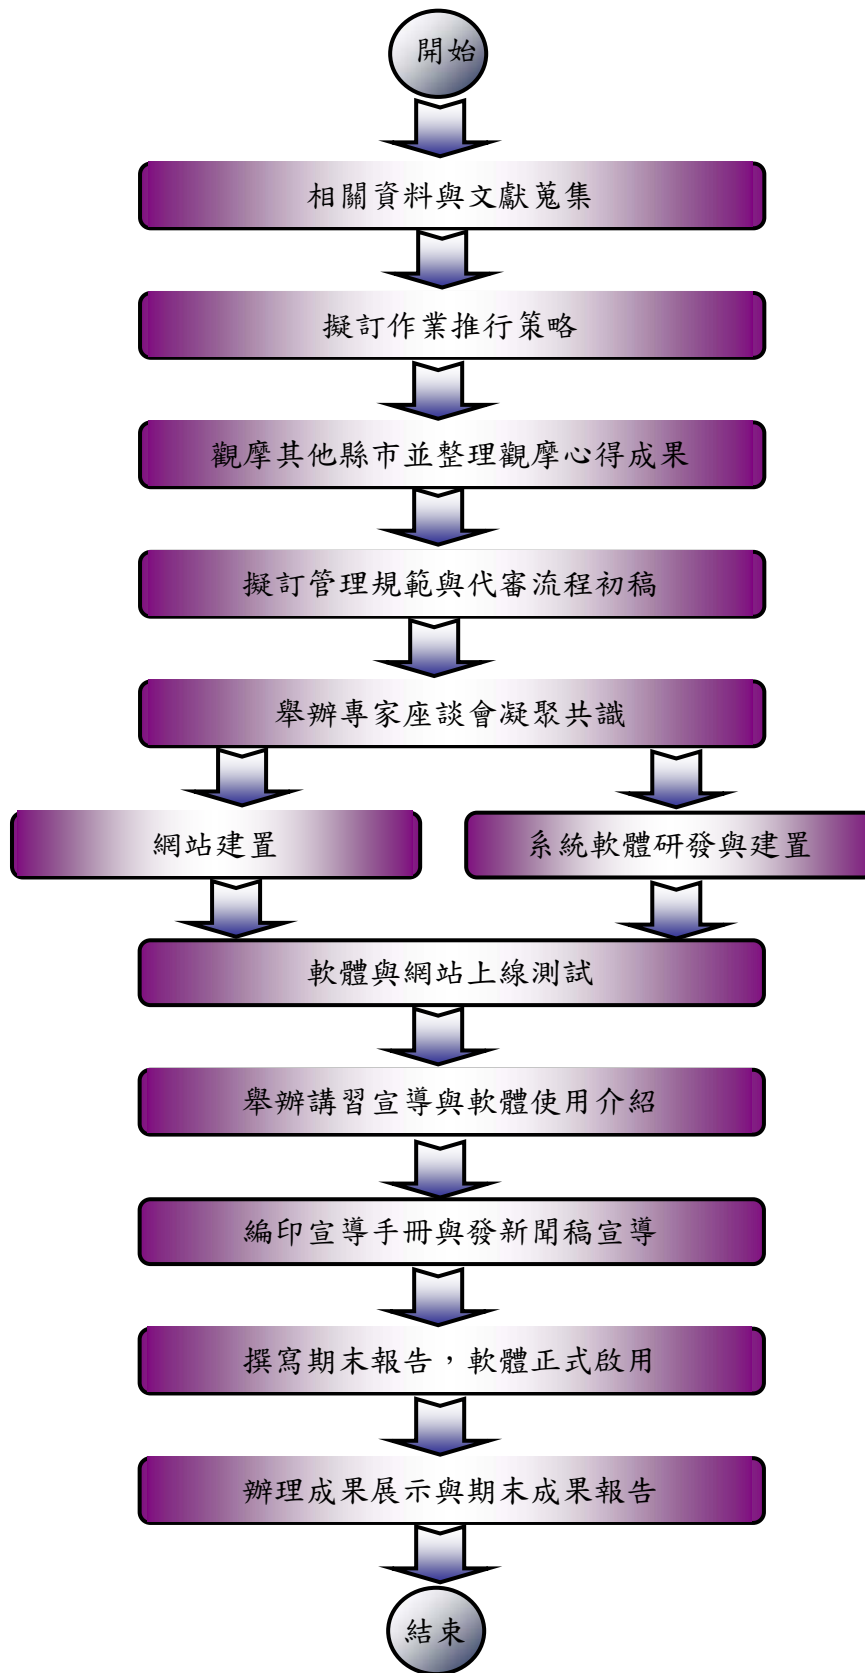 開始
相關資料與文獻蒐集
擬訂作業推行策略
觀摩其他縣市並整理觀摩心得成果
擬訂管理規範與代審流程初稿
舉辦專家座談會凝聚共識
網站建置
系統軟體研發與建置
軟體與網站上線測試
舉辦講習宣導與軟體使用介紹
編印宣導手冊與發新聞稿宣導
撰寫期末報告，軟體正式啟用
辦理成果展示與期末成果報告
結束